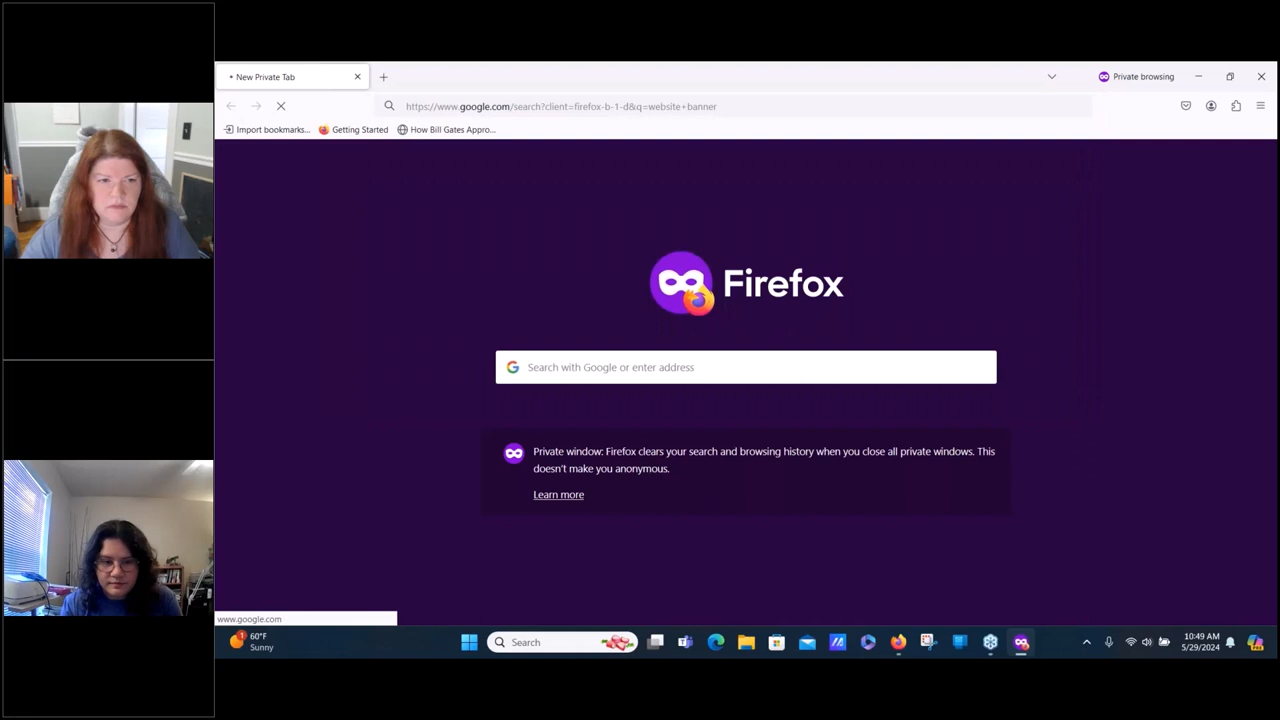 New Private Tab
Private browsing
https://www.google.com/search?client=firefox-b-1-d&q=website+banner
Import bookmarks...
Getting Started
How Bill Gates Appro...
Firefox
Search with Google or enter address
Private window: Firefox clears your search and browsing history when you close all private windows. This
doesn't make you anonymous.
Learn more
www.google.com
1
60°F
Sunny
Search
10:49 AM
5/29/2024